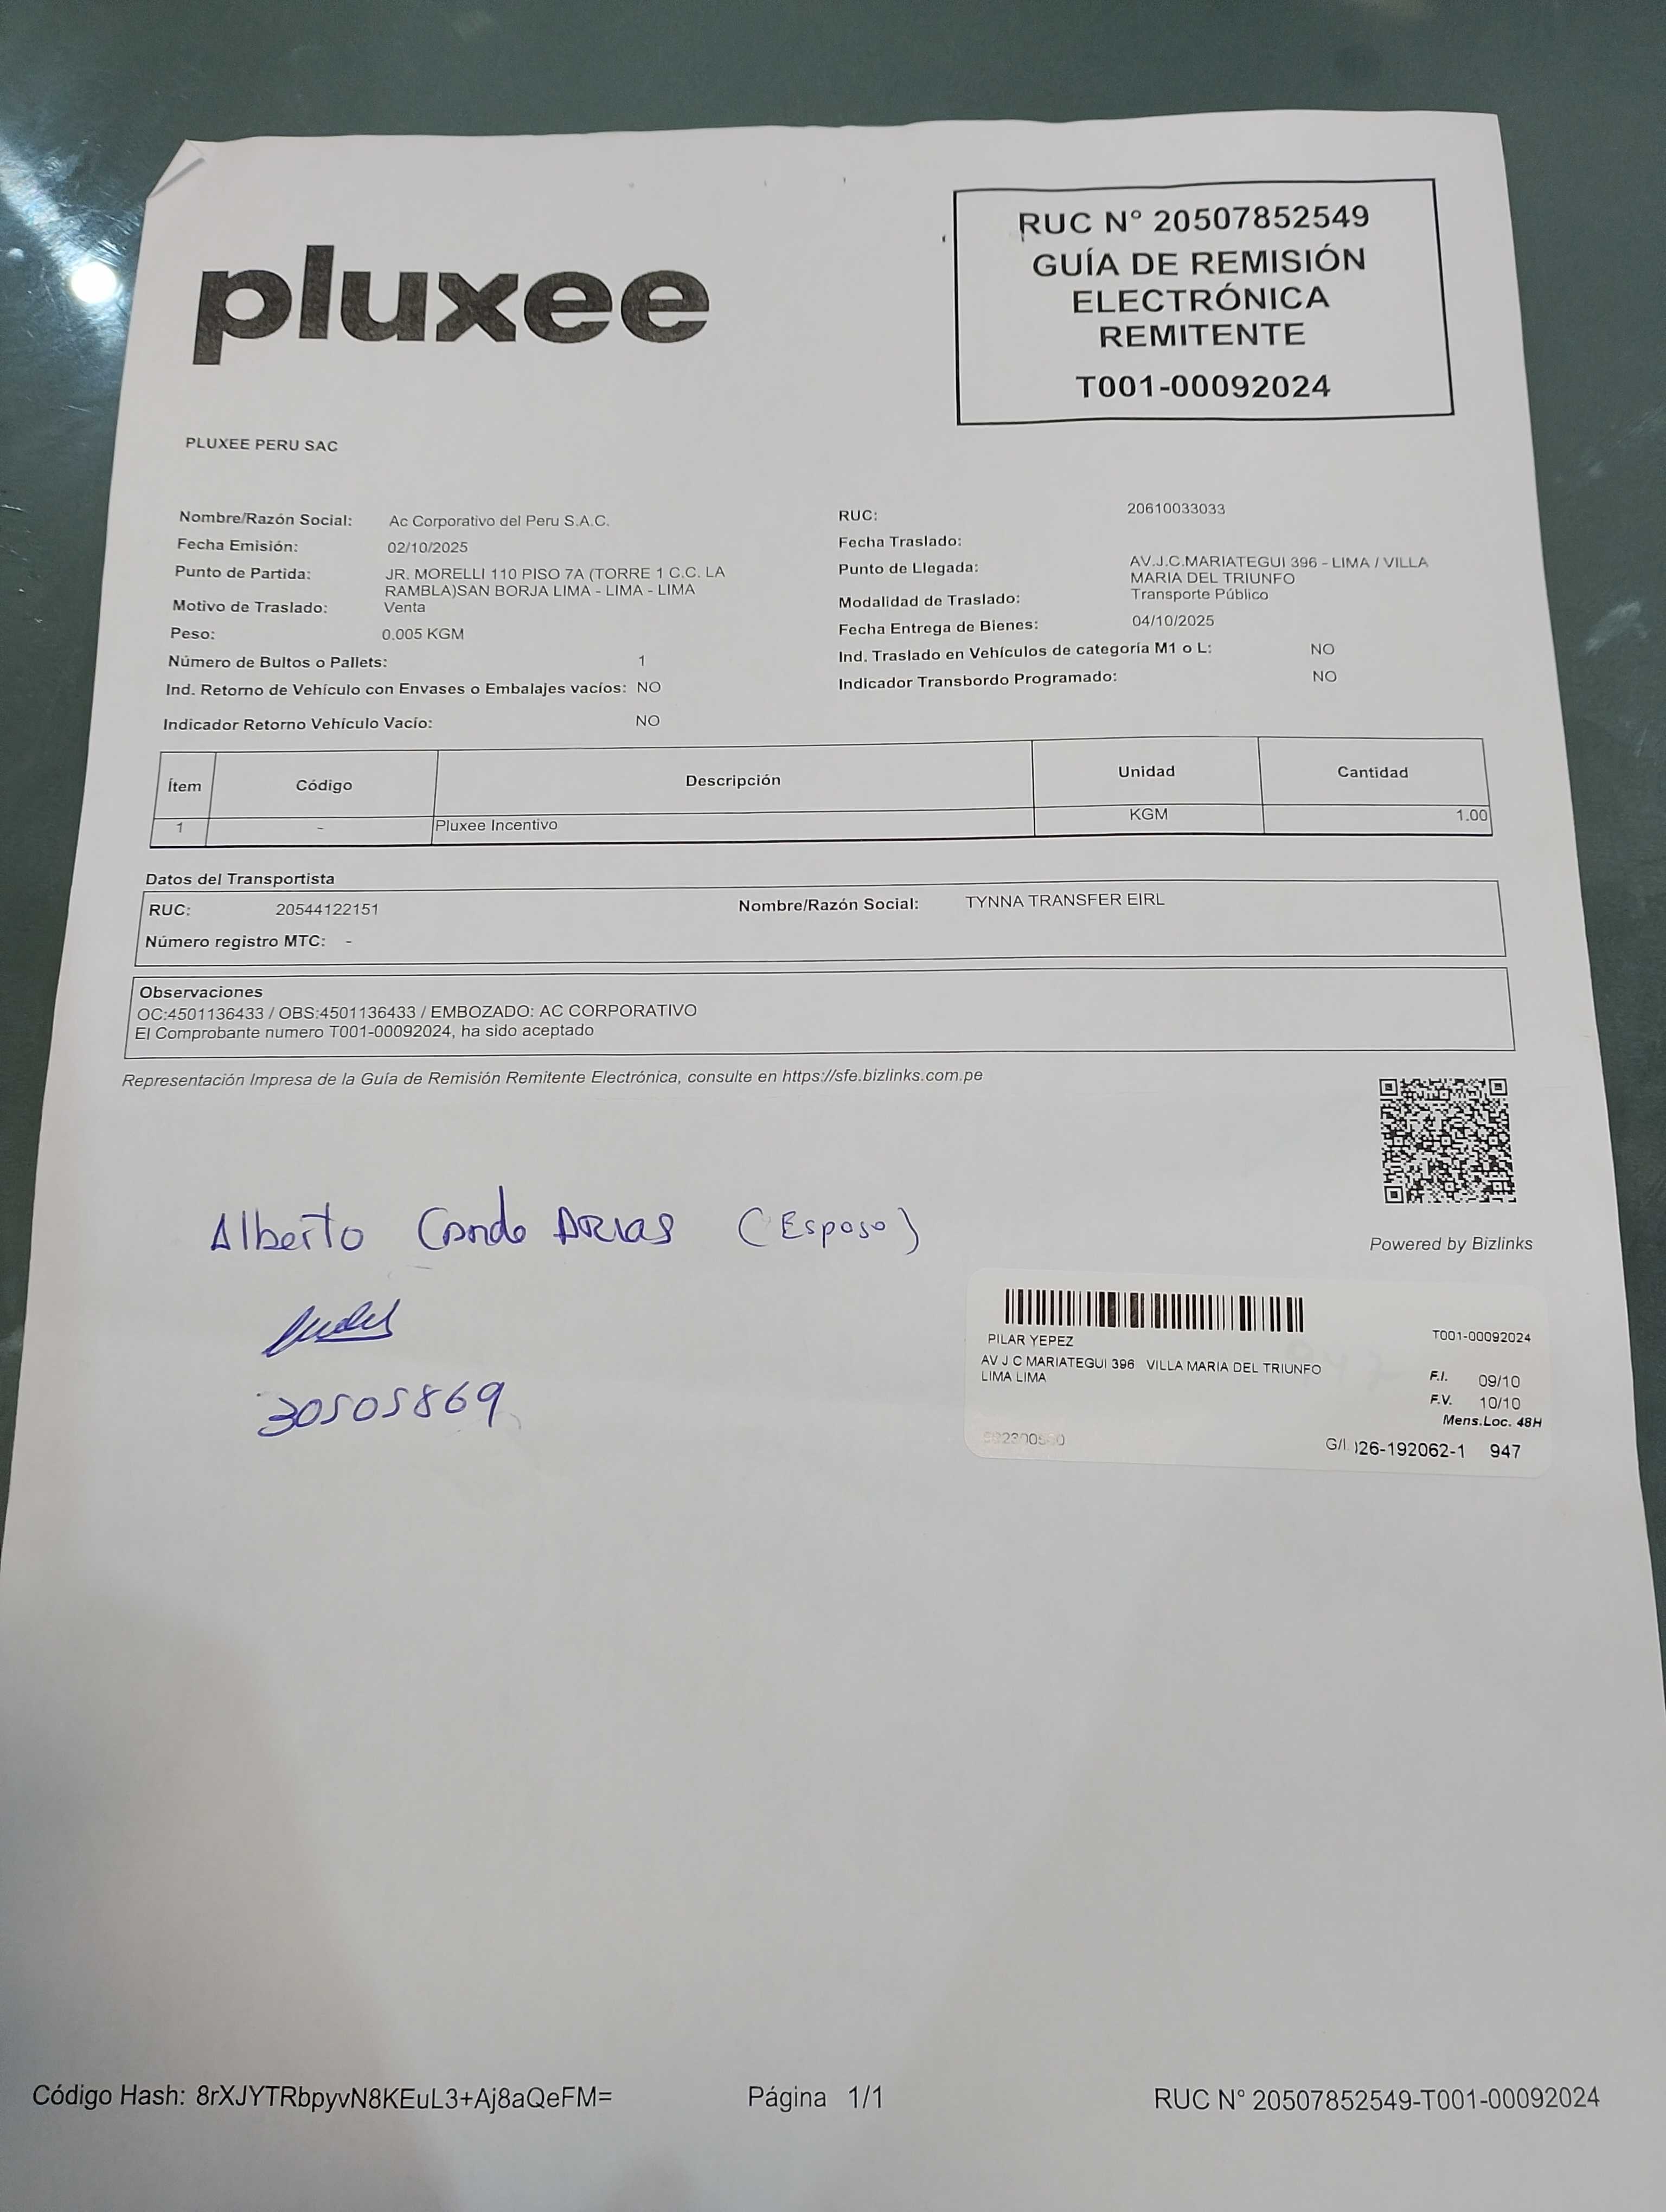 pluxee
RUC N° 20507852549
GUÍA DE REMISIÓN
ELECTRÓNICA
REMITENTE
T001-00092024
PLUXEE PERU SAC
Nombre/Razón Social: Ac Corporativo del Peru S.A.C.
Fecha Emisión: 02/10/2025
Punto de Partida: JR. MORELLI 110 PISO 7A (TORRE 1 C.C. LA
RAMBLA)SAN BORJA LIMA - LIMA - LIMA
Motivo de Traslado: Venta
Peso: 0.005 KGM
Número de Bultos o Pallets: 1
Ind. Retorno de Vehículo con Envases o Embalajes vacíos: NO
Indicador Retorno Vehículo Vacío: NO
RUC: 20610033033
Fecha Traslado:
Punto de Llegada: AV.J.C.MARIATEGUI 396 - LIMA / VILLA
MARIA DEL TRIUNFO
Modalidad de Traslado: Transporte Público
Fecha Entrega de Bienes: 04/10/2025
Ind. Traslado en Vehículos de categoría M1 o L: NO
Indicador Transbordo Programado: NO
Ítem Código Descripción Unidad Cantidad
1 - Pluxee Incentivo KGM 1.00
Datos del Transportista
RUC: 20544122151 Nombre/Razón Social: TYNNA TRANSFER EIRL
Número registro MTC: -
Observaciones
OC:4501136433 / OBS:4501136433 / EMBOZADO: AC CORPORATIVO
El Comprobante numero T001-00092024, ha sido aceptado
Representación Impresa de la Guía de Remisión Remitente Electrónica, consulte en https://sfe.bizlinks.com.pe
Powered by Bizlinks
Alberto Conde Arias (Esposo)
30505869
PILAR YEPEZ T001-00092024
AV J C MARIATEGUI 396 VILLA MARIA DEL TRIUNFO
LIMA LIMA
F.I. 09/10
F.V. 10/10
Mens.Loc. 48H
G/I. 026-192062-1 947
Código Hash: 8rXJYTRbpyvN8KEuL3+Aj8aQeFM= Página 1/1 RUC N° 20507852549-T001-00092024